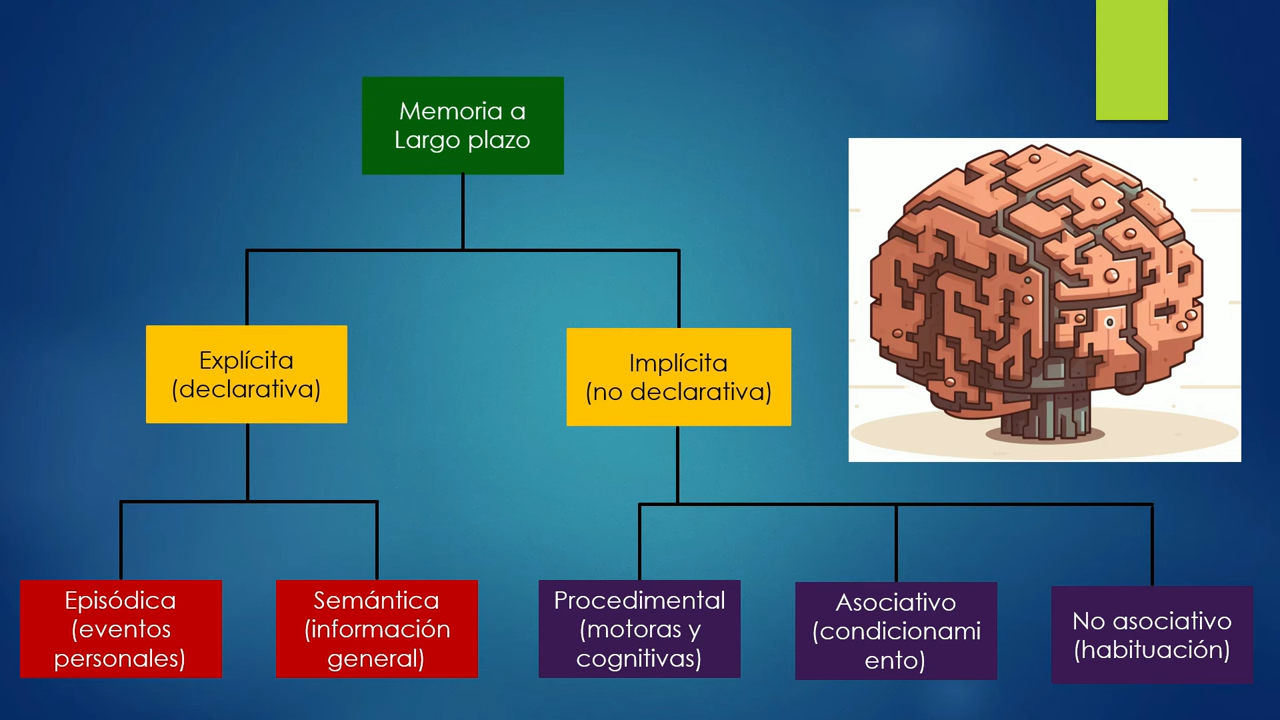 Memoria a
Largo plazo
Explícita
(declarativa)
Implícita
(no declarativa)
Episódica
(eventos
personales)
Semántica
(información
general)
Procedimental
(motoras y
cognitivas)
Asociativo
(condicionami
ento)
No asociativo
(habituación)